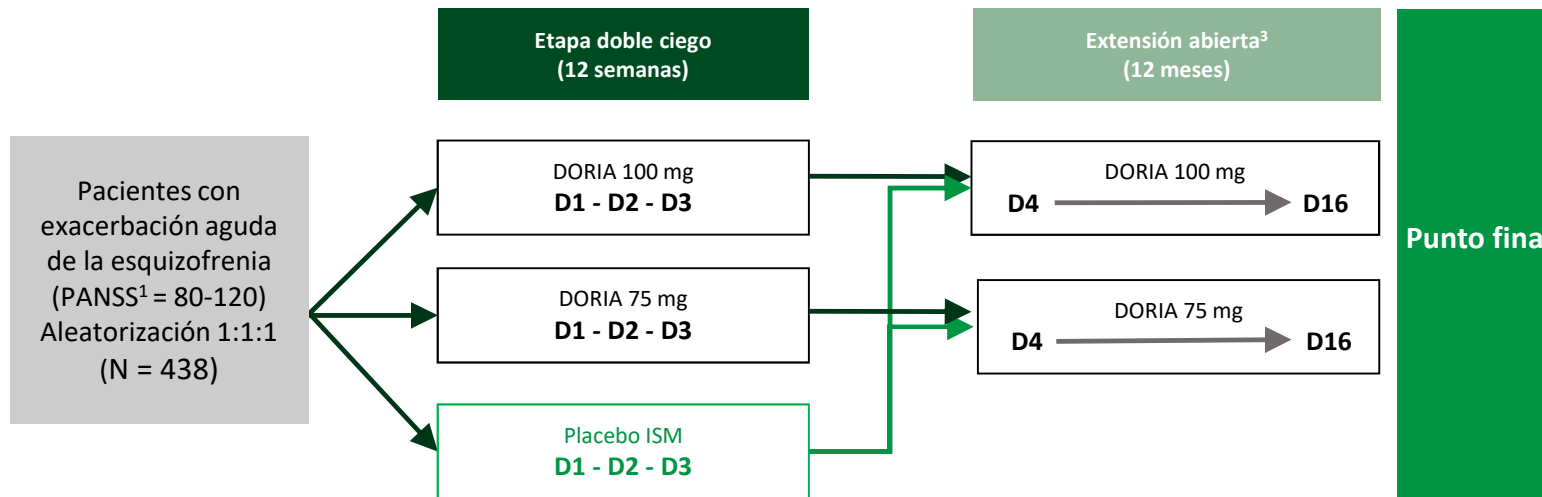 Etapa doble ciego
(12 semanas)
Extensión abierta³
(12 meses)
Pacientes con
exacerbación aguda
de la esquizofrenia
(PANSS¹ = 80-120)
Aleatorización 1:1:1
(N = 438)
DORIA 100 mg
D1 - D2 - D3
DORIA 75 mg
D1 - D2 - D3
Placebo ISM
D1 - D2 - D3
DORIA 100 mg
D4 D16
DORIA 75 mg
D4 D16
Punto fina